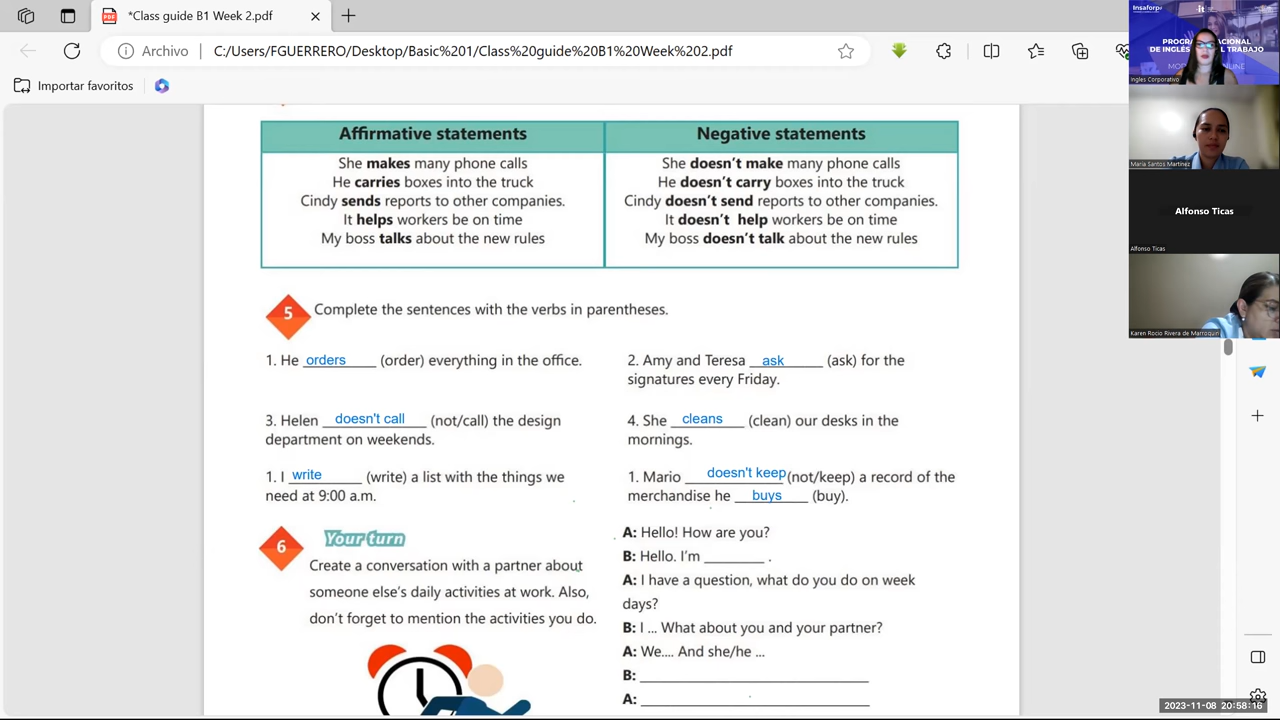 *Class guide B1 Week 2.pdf
Archivo
C:/Users/FGUERRERO/Desktop/Basic%201/Class%20guide%20B1%20Week%202.pdf
Importar favoritos
Affirmative statements
She makes many phone calls
He carries boxes into the truck
Cindy sends reports to other companies.
It helps workers be on time
My boss talks about the new rules
Negative statements
She doesn't make many phone calls
He doesn't carry boxes into the truck
Cindy doesn't send reports to other companies.
It doesn't help workers be on time
My boss doesn't talk about the new rules
5 Complete the sentences with the verbs in parentheses.
1. He orders (order) everything in the office.
2. Amy and Teresa ask (ask) for the
signatures every Friday.
3. Helen doesn't call (not/call) the design
department on weekends.
4. She cleans (clean) our desks in the
mornings.
1. I write (write) a list with the things we
need at 9:00 a.m.
1. Mario doesn't keep (not/keep) a record of the
merchandise he buys (buy).
6 Your turn
Create a conversation with a partner about
someone else's daily activities at work. Also,
don't forget to mention the activities you do.
A: Hello! How are you?
B: Hello. I'm ________ .
A: I have a question, what do you do on week
days?
B: I ... What about you and your partner?
A: We.... And she/he ...
B:
A:
Insaforp
Ingles Corporativo
María Santos Martínez
Alfonso Ticas
Alfonso Ticas
Karen Rocio Rivera de Marroquin
2023-11-08 20:58:16